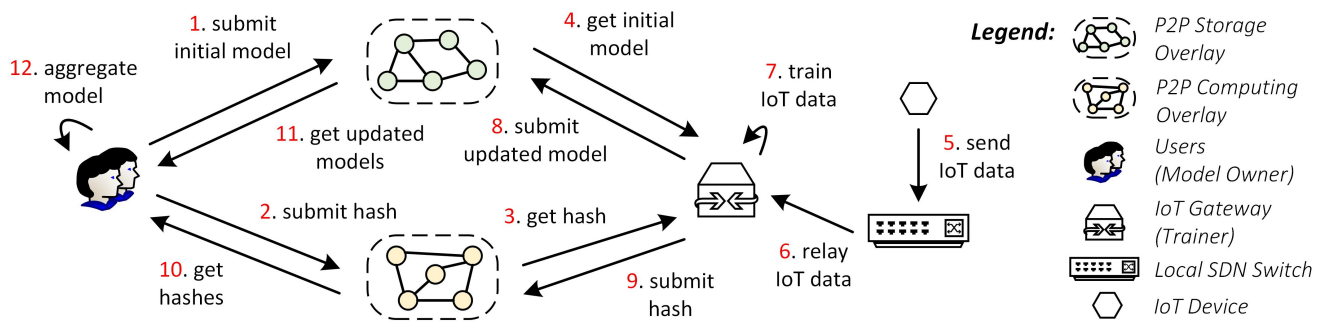 1. submit
initial model
4. get initial
model
Legend:
P2P Storage
Overlay
12. aggregate
model
7. train
IoT data
P2P Computing
Overlay
11. get updated
models
8. submit
updated model
5. send
IoT data
Users
(Model Owner)
2. submit hash
3. get hash
IoT Gateway
(Trainer)
10. get
hashes
9. submit
hash
6. relay
IoT data
Local SDN Switch
IoT Device